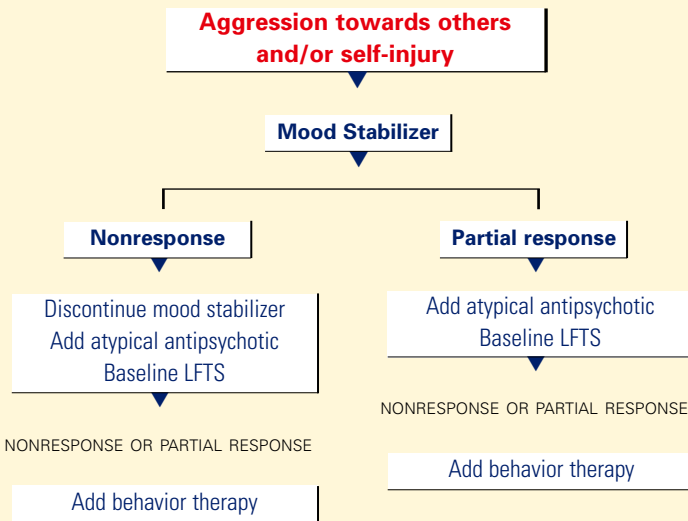 Aggression towards others
and/or self-injury
Mood Stabilizer
Nonresponse
Discontinue mood stabilizer
Add atypical antipsychotic
Baseline LFTS
NONRESPONSE OR PARTIAL RESPONSE
Add behavior therapy
Partial response
Add atypical antipsychotic
Baseline LFTS
NONRESPONSE OR PARTIAL RESPONSE
Add behavior therapy